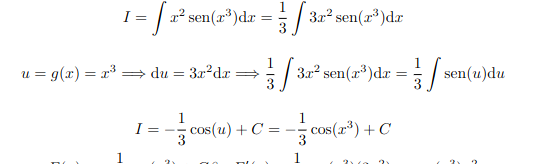 I = ∫ x² sen(x³)dx = 1/3 ∫ 3x² sen(x³)dx
u = g(x) = x³ ⟹ du = 3x²dx ⟹ 1/3 ∫ 3x² sen(x³)dx = 1/3 ∫ sen(u)du
I = −1/3 cos(u) + C = −1/3 cos(x³) + C